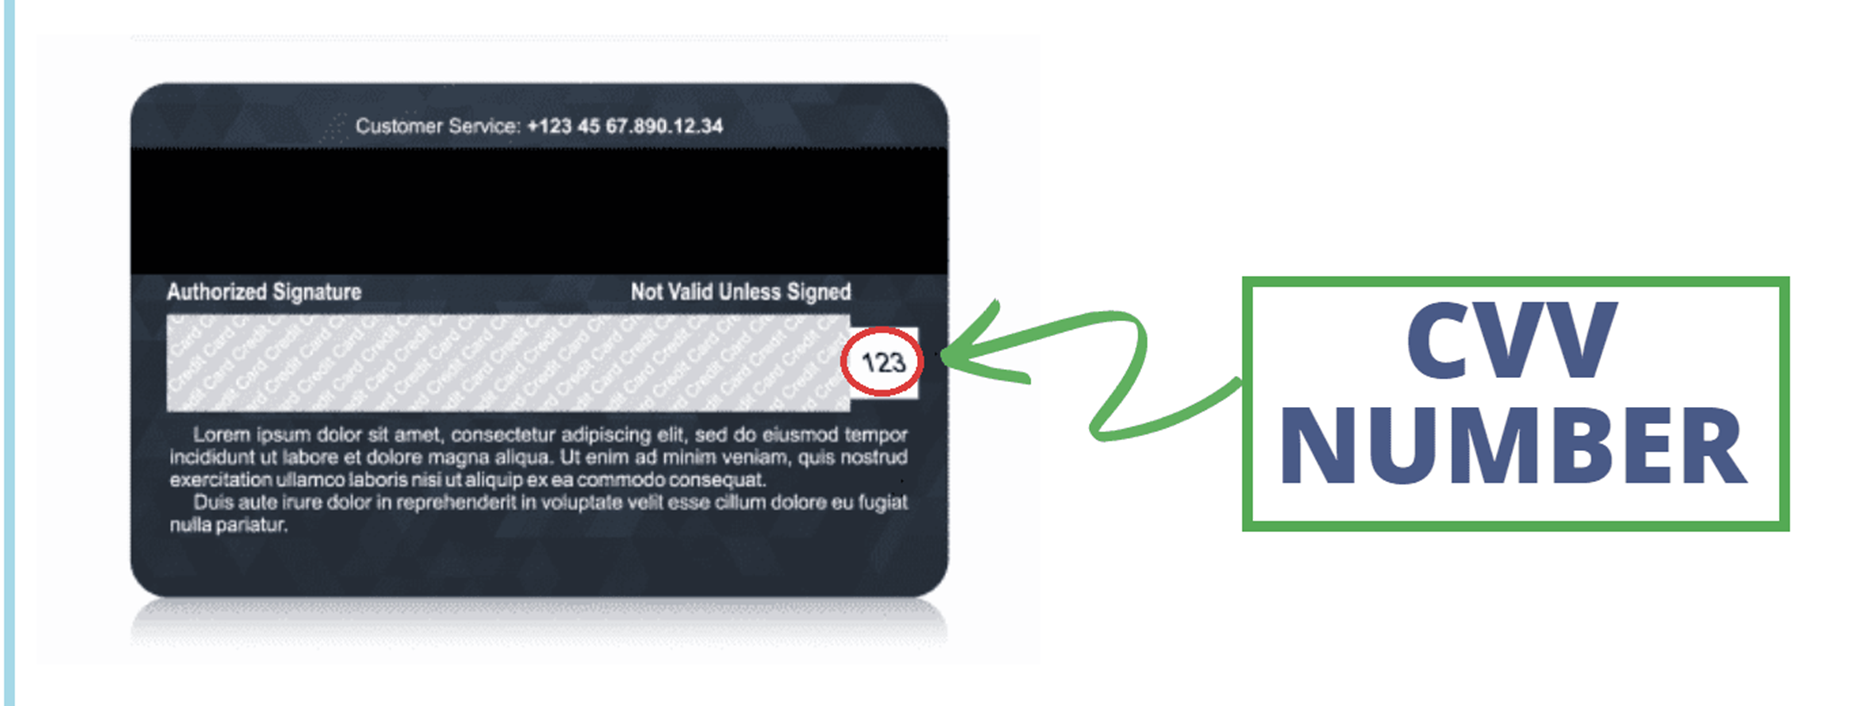 Customer Service: +123 45 67.890.12.34
Authorized Signature Not Valid Unless Signed
123
Lorem ipsum dolor sit amet, consectetur adipiscing elit, sed do eiusmod tempor
incididunt ut labore et dolore magna aliqua. Ut enim ad minim veniam, quis nostrud
exercitation ullamco laboris nisi ut aliquip ex ea commodo consequat.
Duis aute irure dolor in reprehenderit in voluptate velit esse cillum dolore eu fugiat
nulla pariatur.
CVV
NUMBER